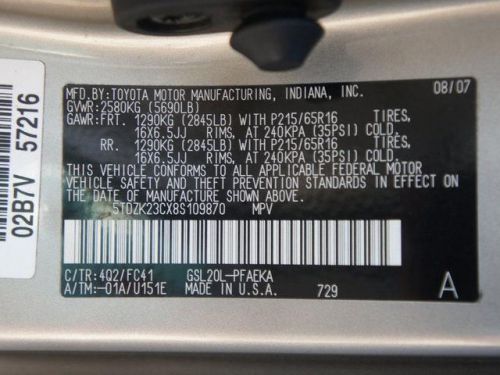 02B7V 57216
MFD.BY:TOYOTA MOTOR MANUFACTURING, INDIANA, INC. 08/07
GVWR:2580KG (5690LB)
GAWR:FRT. 1290KG (2845LB) WITH P215/65R16 TIRES,
16X6.5JJ RIMS, AT 240KPA (35PSI) COLD.
RR. 1290KG (2845LB) WITH P215/65R16 TIRES,
16X6.5JJ RIMS, AT 240KPA (35PSI) COLD.
THIS VEHICLE CONFORMS TO ALL APPLICABLE FEDERAL MOTOR
VEHICLE SAFETY AND THEFT PREVENTION STANDARDS IN EFFECT
ON THE DATE OF MANUFACTURE SHOWN ABOVE.
5TDZK23CX8S109870 MPV
C/TR:4Q2/FC41 GSL20L-PFAEKA
A/TM:-01A/U151E MADE IN U.S.A. 729 A